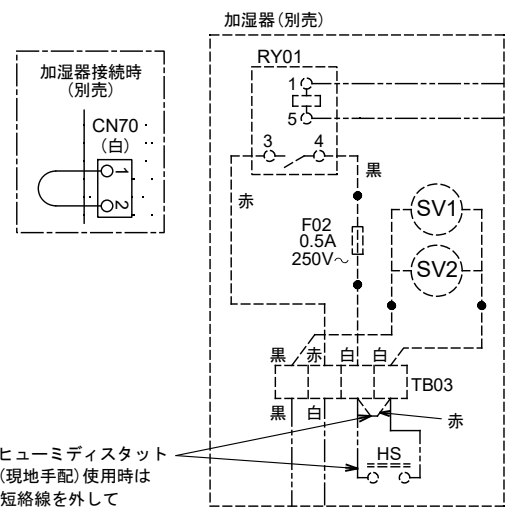 加湿器(別売)
加湿器接続時
(別売)
CN70
(白)
1
2
RY01
1
5
3
4
黒
赤
F02
0.5A
250V～
SV1
SV2
黒 赤 白 白
TB03
黒 白
赤
HS
ヒューミディスタット
(現地手配)使用時は
短絡線を外して